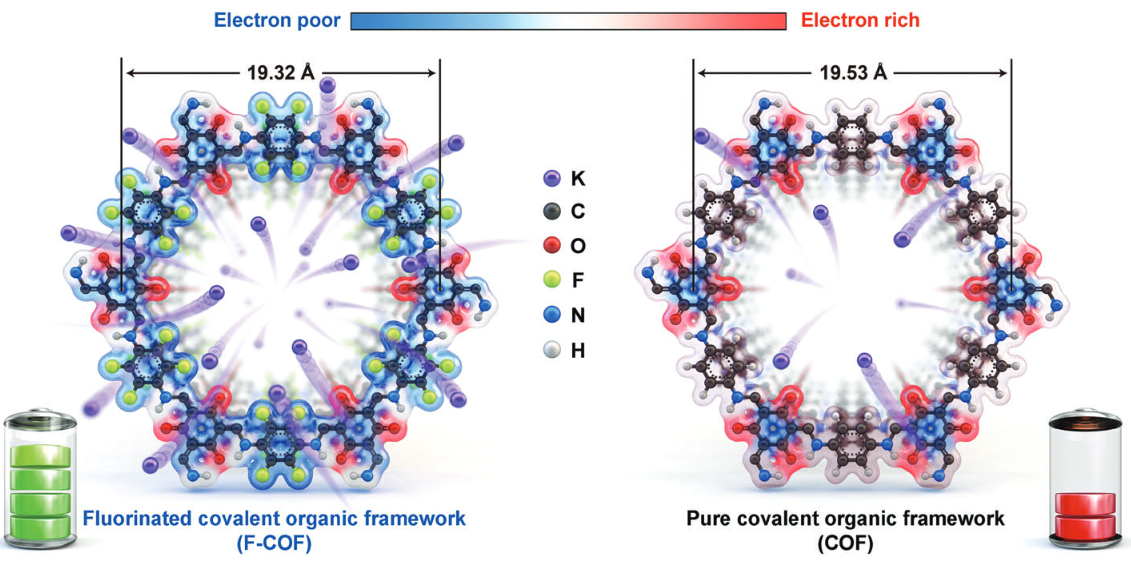 Electron poor
Electron rich
19.32 Å
19.53 Å
K
C
O
F
N
H
Fluorinated covalent organic framework
(F-COF)
Pure covalent organic framework
(COF)